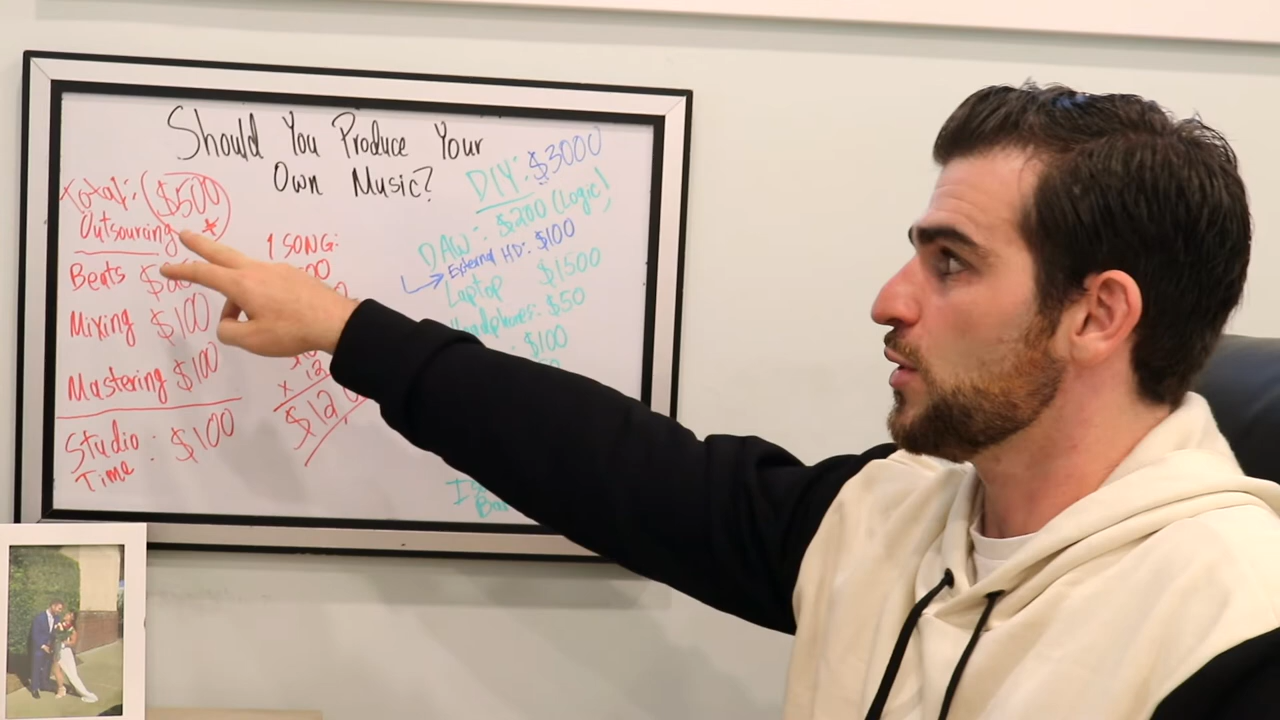 Should You Produce Your
Own Music?
Total: $500
Outsourcing *
Beats
Mixing $100
Mastering $100
Studio : $100
Time
1 SONG:
DIY: $3000
$200 (Logic)
DAW:
External HD: $100
Laptop $1500
Headphones: $50
$100